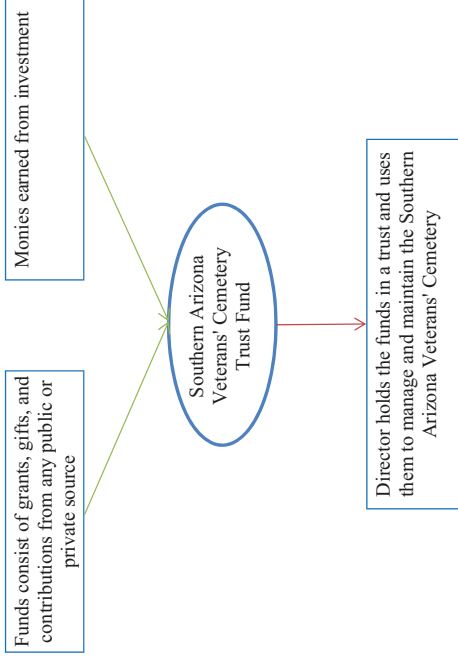 Funds consist of grants, gifts, and
contributions from any public or
private source
Monies earned from investment
Southern Arizona
Veterans' Cemetery
Trust Fund
Director holds the funds in a trust and uses
them to manage and maintain the Southern
Arizona Veterans' Cemetery